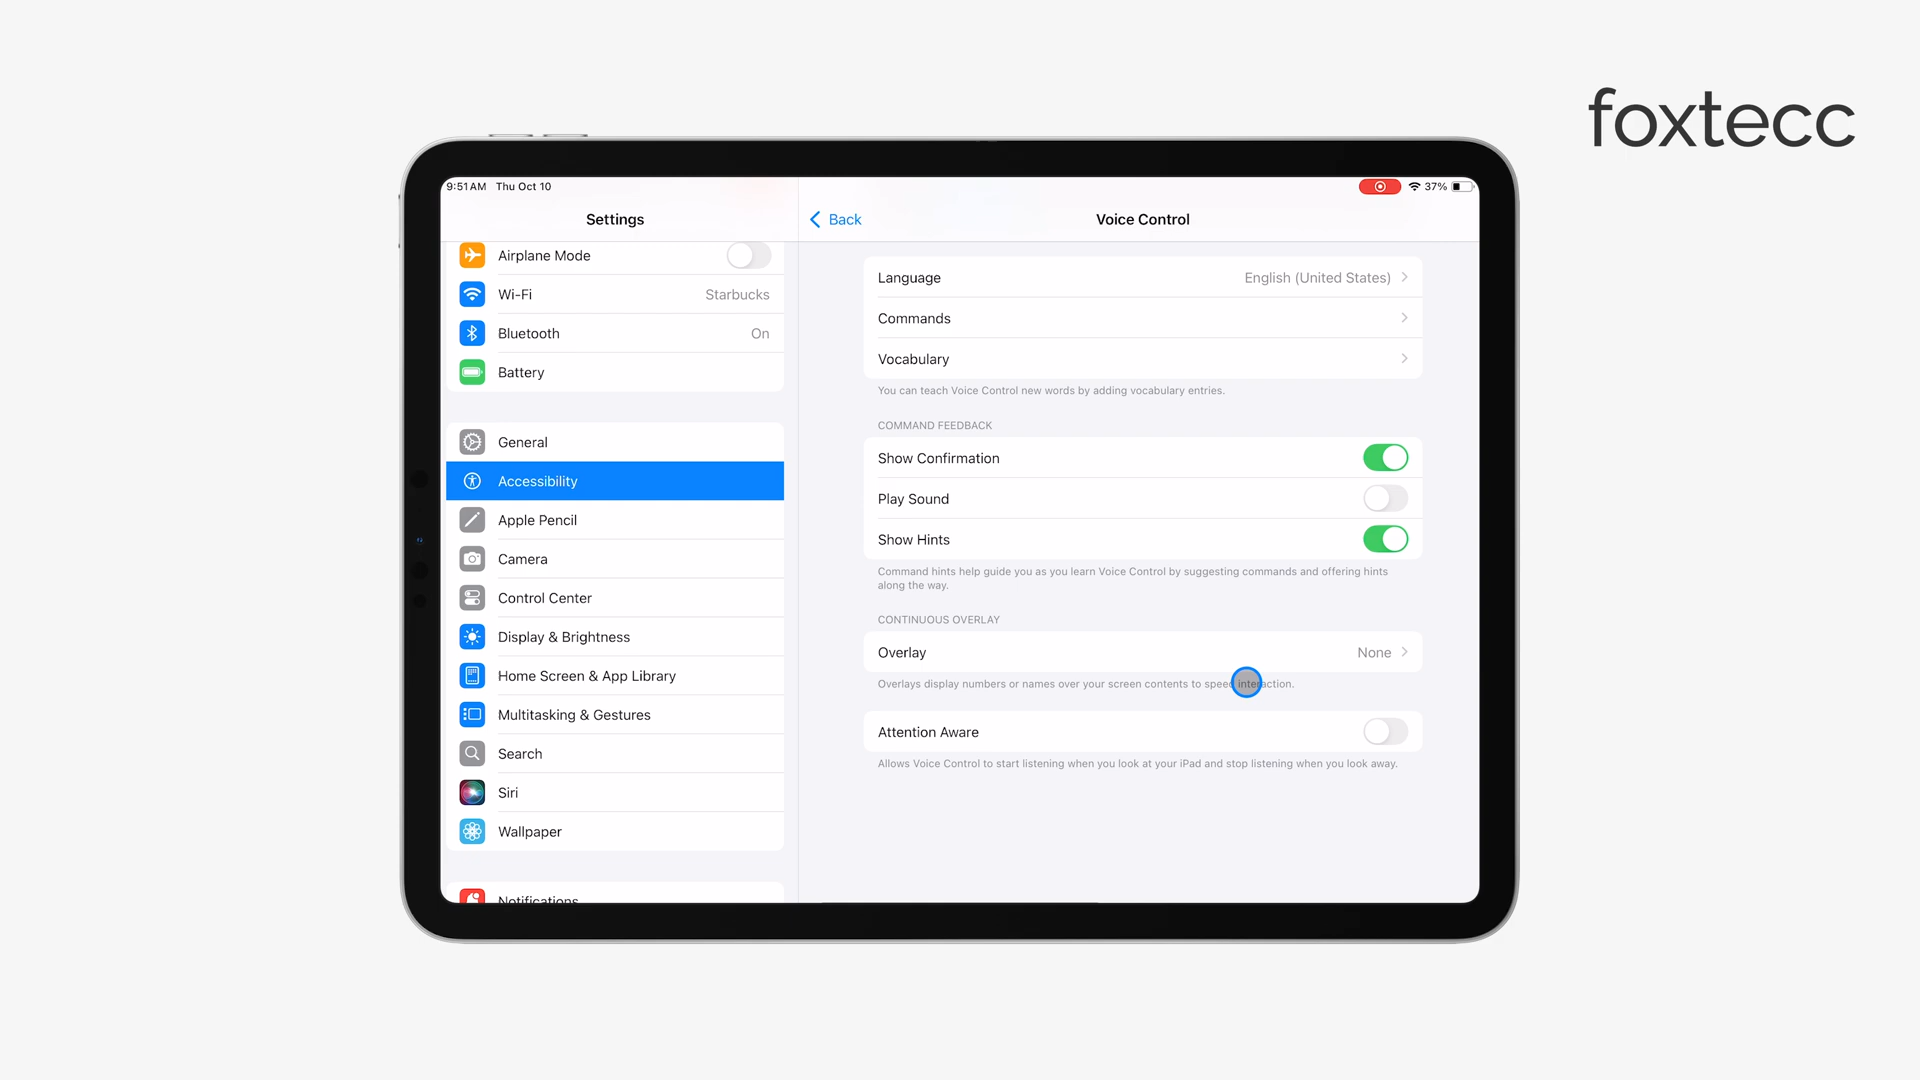 foxtecc
9:51 AM Thu Oct 10
37%
Settings
Airplane Mode
Wi-Fi
Starbucks
Bluetooth
On
Battery
General
Accessibility
Apple Pencil
Camera
Control Center
Display & Brightness
Home Screen & App Library
Multitasking & Gestures
Search
Siri
Wallpaper
Notifications
Back
Voice Control
Language
English (United States)
Commands
Vocabulary
You can teach Voice Control new words by adding vocabulary entries.
COMMAND FEEDBACK
Show Confirmation
Play Sound
Show Hints
Command hints help guide you as you learn Voice Control by suggesting commands and offering hints
along the way.
CONTINUOUS OVERLAY
Overlay
None
Overlays display numbers or names over your screen contents to speed interaction.
Attention Aware
Allows Voice Control to start listening when you look at your iPad and stop listening when you look away.